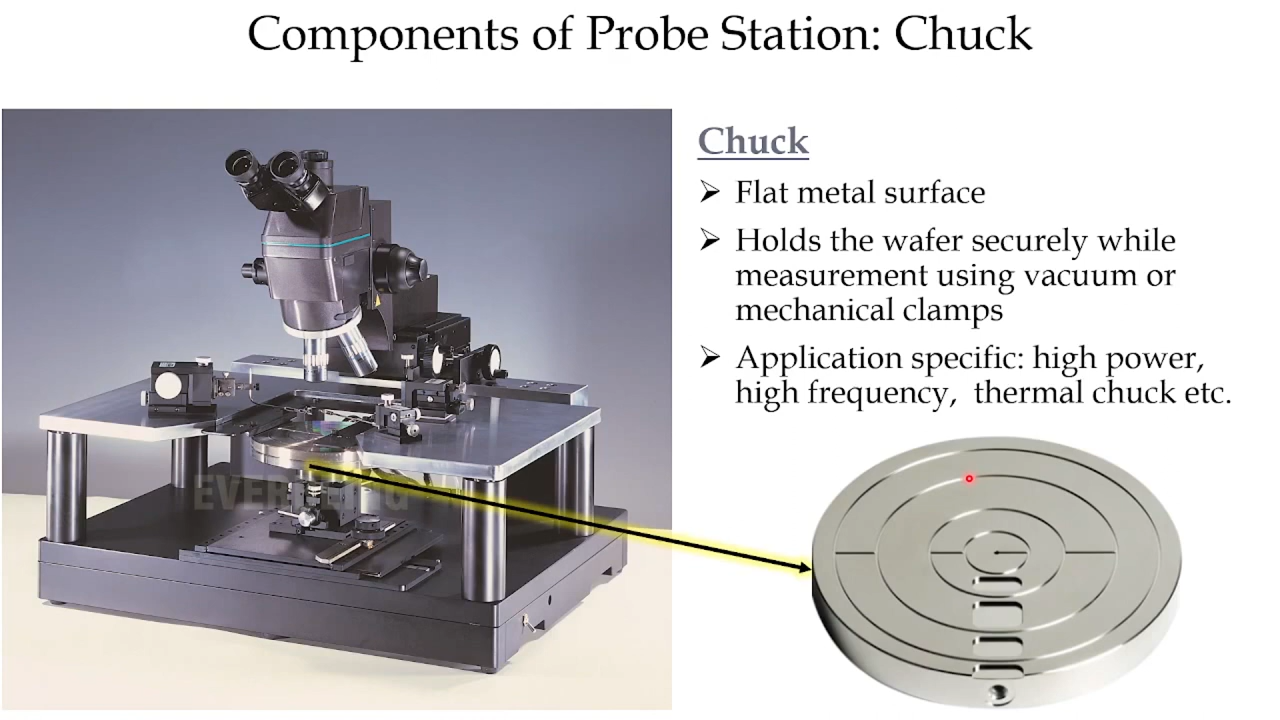 Components of Probe Station: Chuck
Chuck
➢ Flat metal surface
➢ Holds the wafer securely while
measurement using vacuum or
mechanical clamps
➢ Application specific: high power,
high frequency, thermal chuck etc.